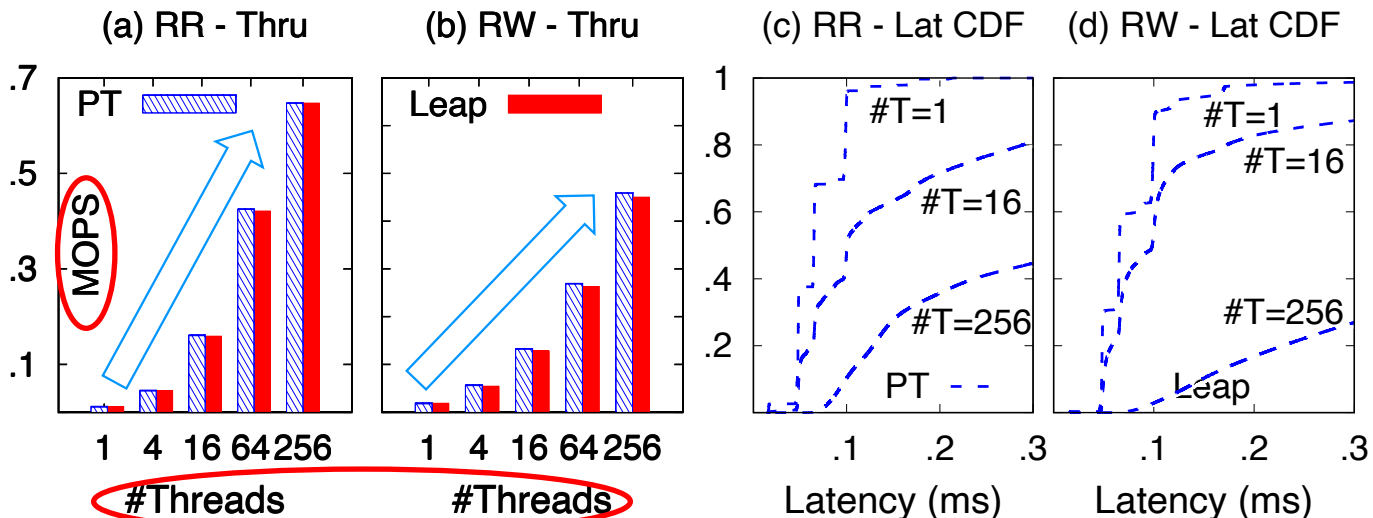 (a) RR - Thru
(b) RW - Thru
(c) RR - Lat CDF
(d) RW - Lat CDF
.7
.5
.3
.1
MOPS
PT
Leap
1 4 16 64 256
1 4 16 64 256
#Threads
#Threads
1
.8
.6
.4
.2
#T=1
#T=16
#T=256
PT
.1 .2 .3
Latency (ms)
#T=1
#T=16
#T=256
Leap
.1 .2 .3
Latency (ms)